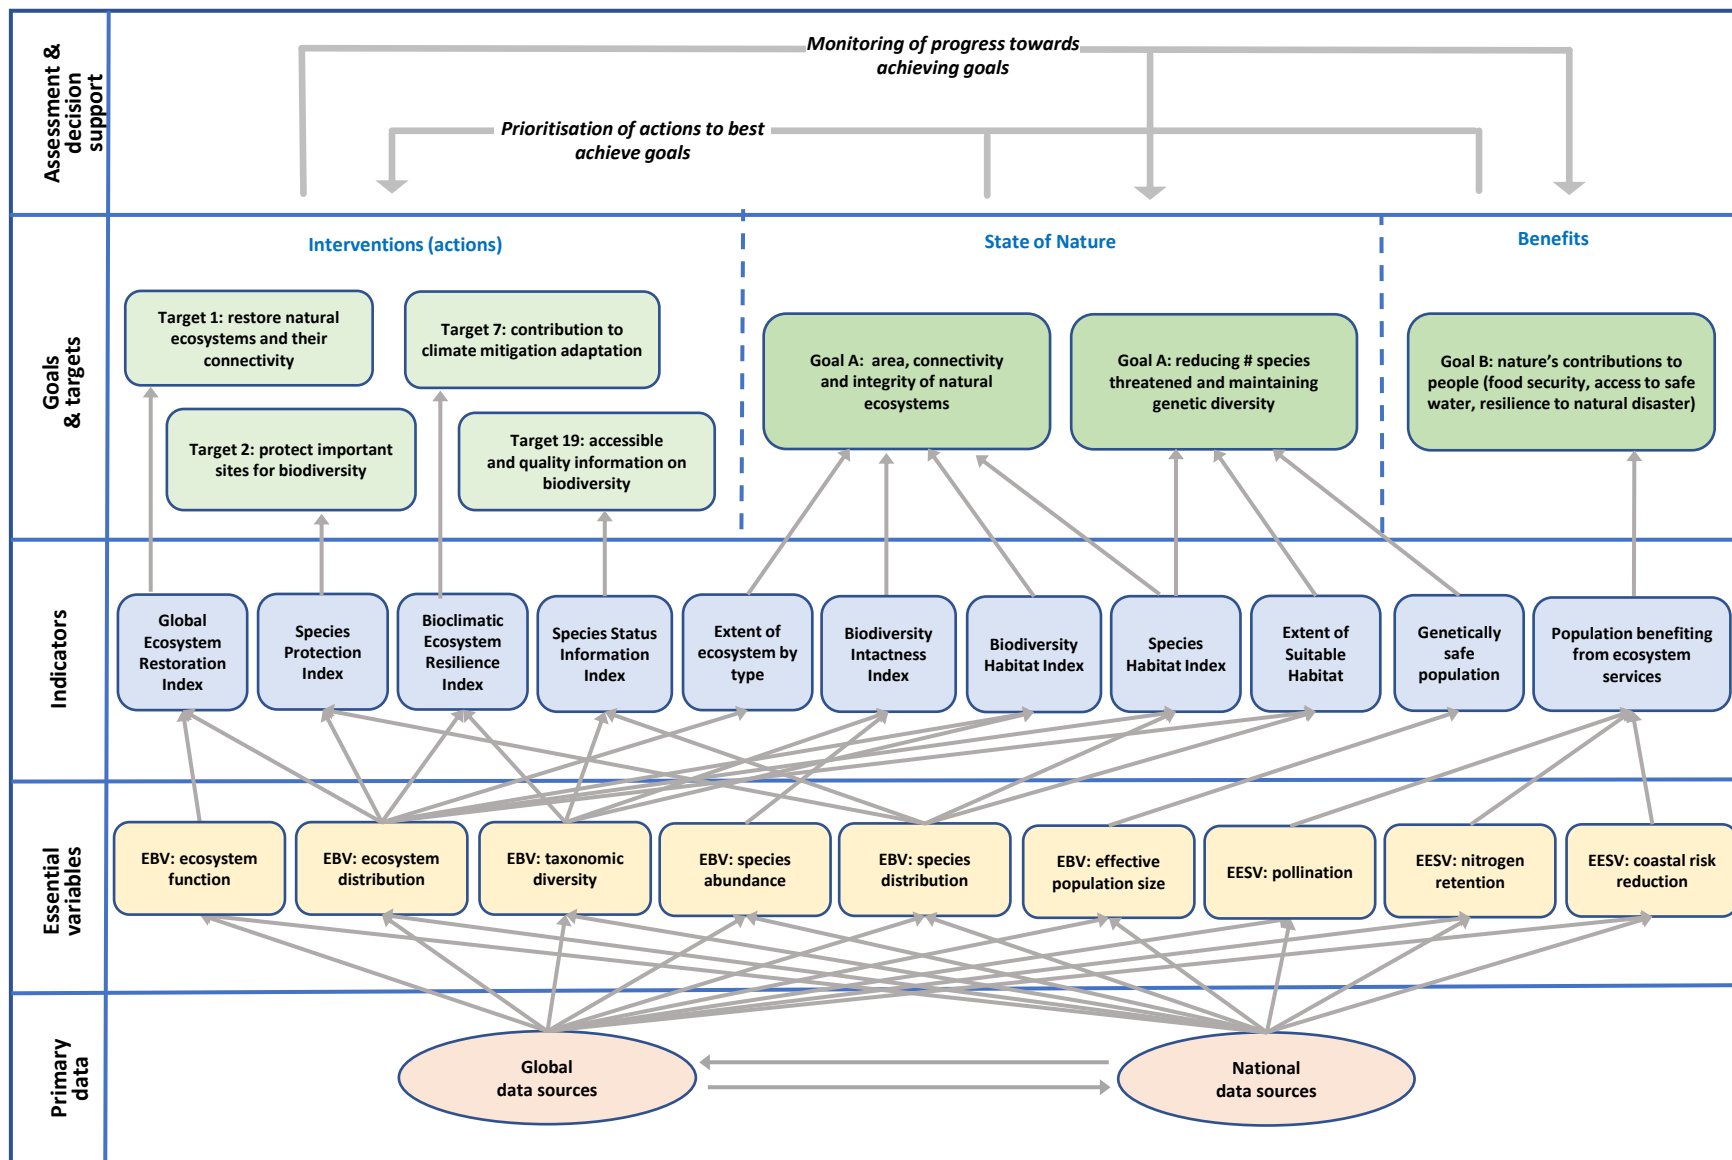 Assessment &
decision
support
Monitoring of progress towards
achieving goals
Prioritisation of actions to best
achieve goals
Goals
& targets
Interventions (actions)
State of Nature
Benefits
Target 1: restore natural
ecosystems and their
connectivity
Target 7: contribution to
climate mitigation adaptation
Target 2: protect important
sites for biodiversity
Target 19: accessible
and quality information on
biodiversity
Goal A: area, connectivity
and integrity of natural
ecosystems
Goal A: reducing # species
threatened and maintaining
genetic diversity
Goal B: nature's contributions to
people (food security, access to safe
water, resilience to natural disaster)
Indicators
Global
Ecosystem
Restoration
Index
Species
Protection
Index
Bioclimatic
Ecosystem
Resilience
Index
Species Status
Information
Index
Extent of
ecosystem by
type
Biodiversity
Intactness
Index
Biodiversity
Habitat Index
Species
Habitat Index
Extent of
Suitable
Habitat
Genetically
safe
population
Population benefiting
from ecosystem
services
Essential
variables
EBV: ecosystem
function
EBV: ecosystem
distribution
EBV: taxonomic
diversity
EBV: species
abundance
EBV: species
distribution
EBV: effective
population size
EESV: pollination
EESV: nitrogen
retention
EESV: coastal risk
reduction
Primary
data
Global
data sources
National
data sources